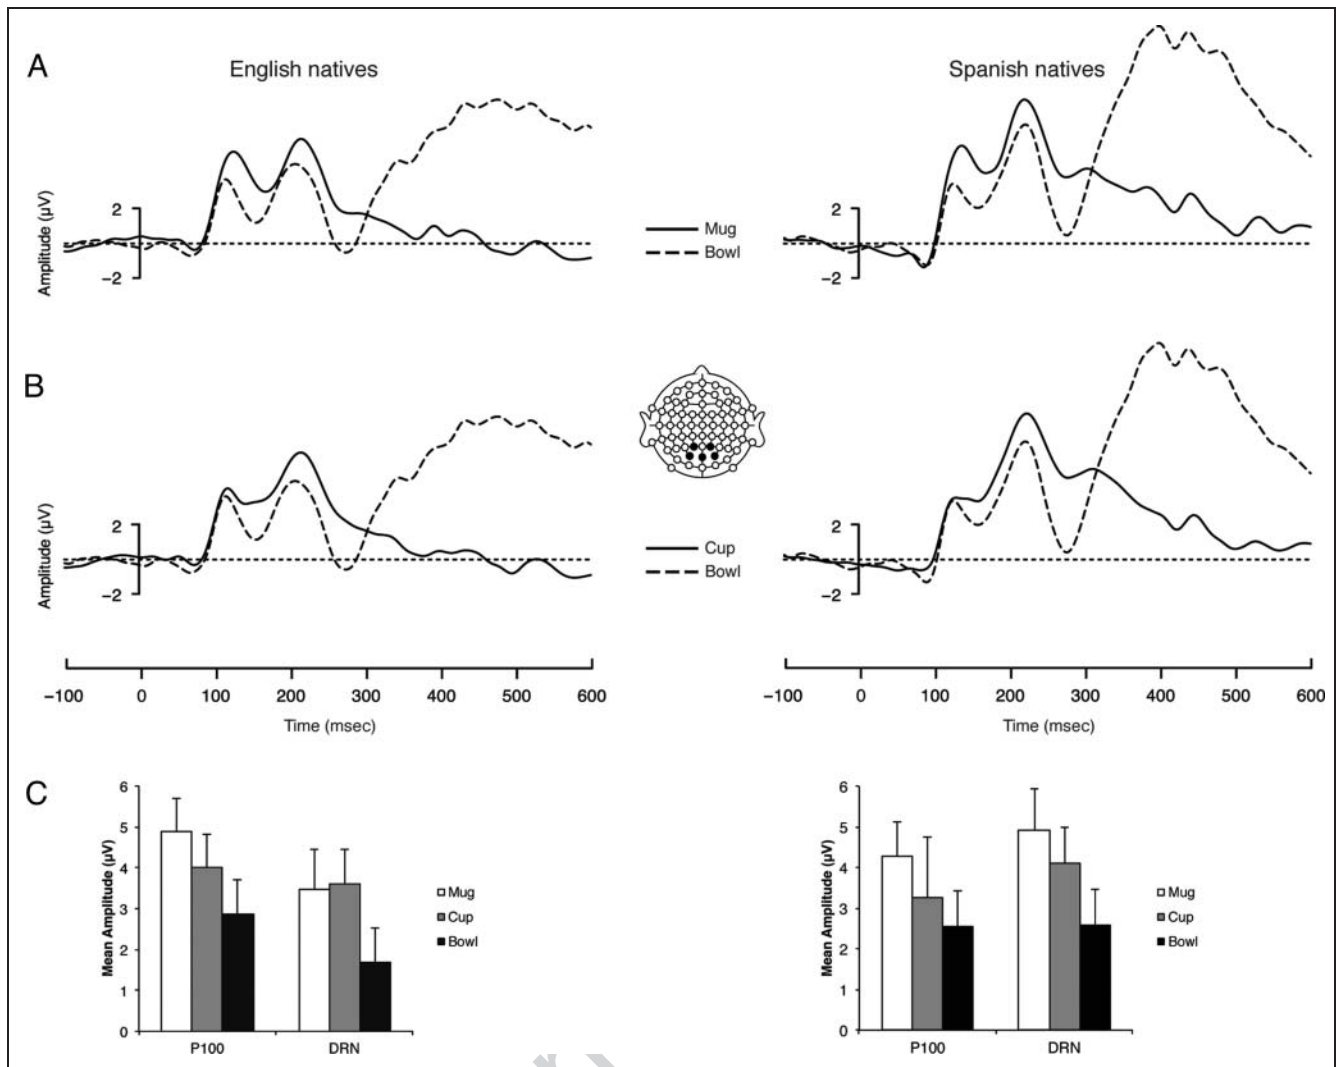 A
English natives
Spanish natives
Amplitude (µV)
2
−2
Mug
Bowl
2
−2
B
Amplitude (µV)
2
−2
Cup
Bowl
2
−2
−100 0 100 200 300 400 500 600
Time (msec)
−100 0 100 200 300 400 500 600
Time (msec)
C
Mean Amplitude (µV)
6
5
4
3
2
1
0
P100 DRN
Mug
Cup
Bowl
Mean Amplitude (µV)
6
5
4
3
2
1
0
P100 DRN
Mug
Cup
Bowl